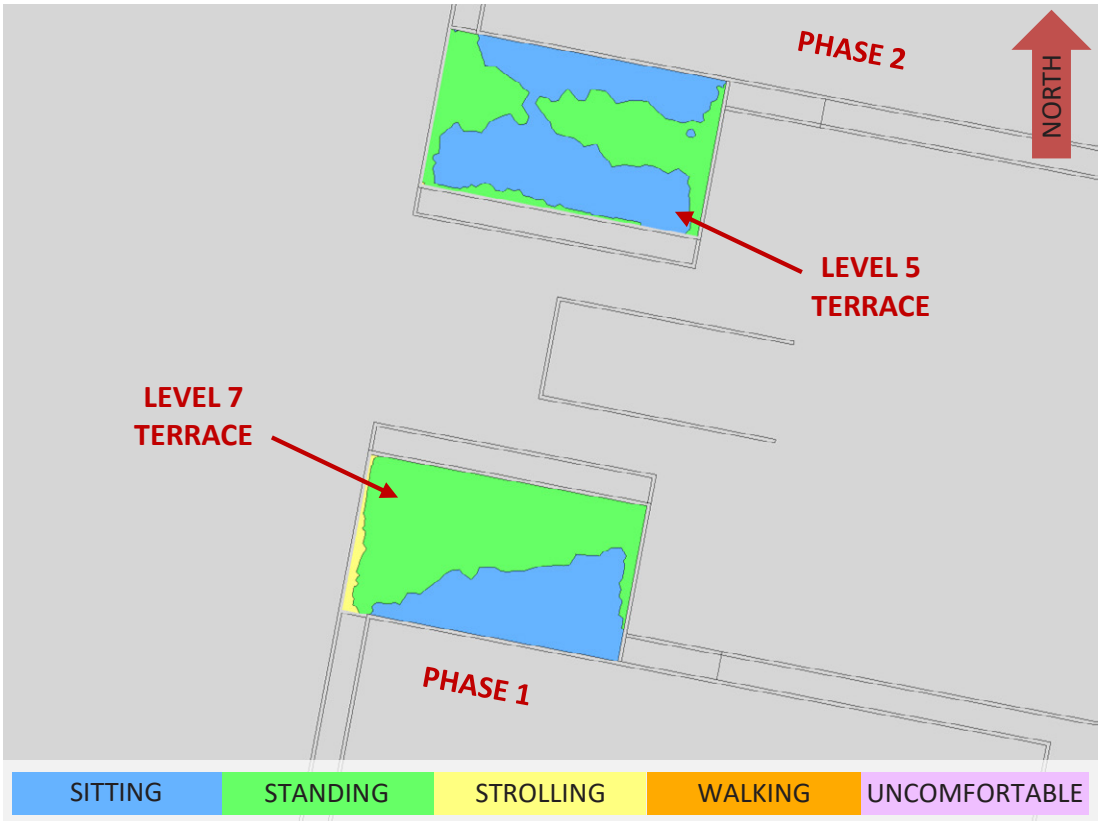 PHASE 2
NORTH
LEVEL 5
TERRACE
LEVEL 7
TERRACE
PHASE 1
SITTING
STANDING
STROLLING
WALKING
UNCOMFORTABLE